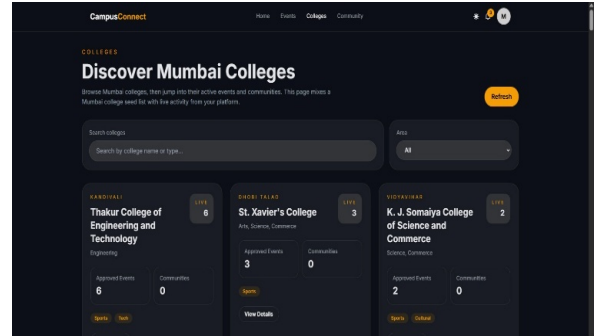 CampusConnect
Home Events Colleges Community
M
COLLEGES
Discover Mumbai Colleges
Browse Mumbai colleges, then jump into their active events and communities. This page mixes a
Mumbai college seed list with live activity from your platform.
Refresh
Search colleges
Search by college name or type...
Area
All
KANDIVALI
Thakur College of
Engineering and
Technology
LIVE
6
Engineering
Approved Events
6
Communities
0
Sports Tech
DHOBI TALAO
St. Xavier's College
LIVE
3
Arts, Science, Commerce
Approved Events
3
Communities
0
Sports
View Details
VIDYAVIHAR
K. J. Somaiya College
of Science and
Commerce
LIVE
2
Science, Commerce
Approved Events
2
Communities
0
Sports Cultural